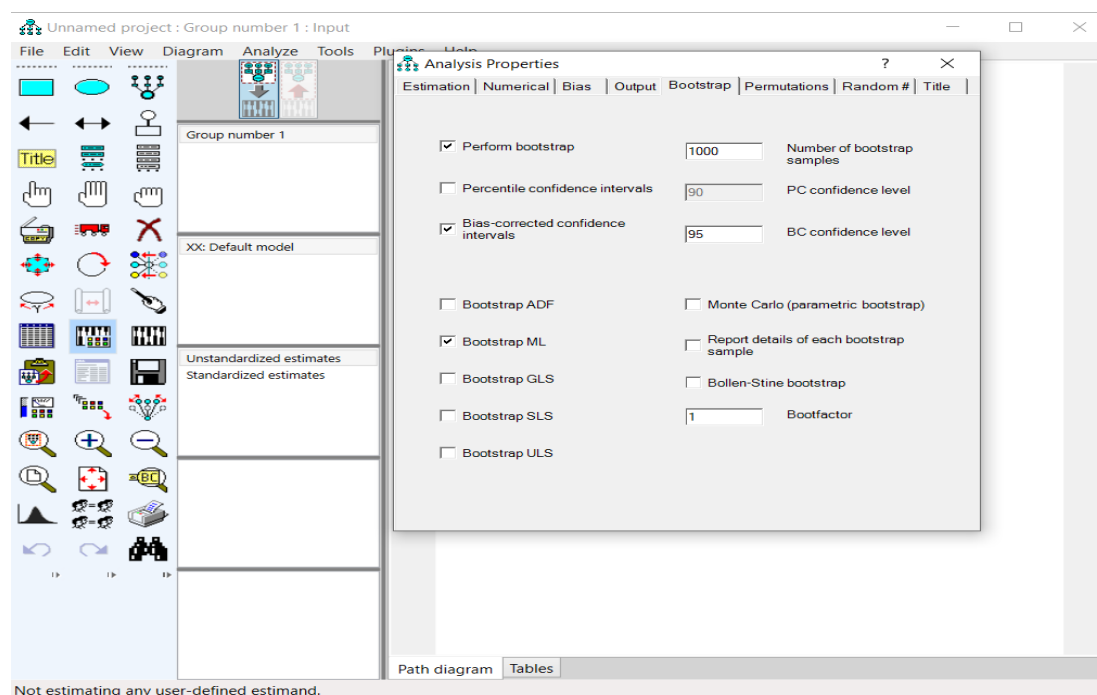 Unnamed project : Group number 1 : Input
File Edit View Diagram Analyze Tools Plugins Help
Analysis Properties
? 
Estimation Numerical Bias Output Bootstrap Permutations Random # Title
Title
Group number 1
XX: Default model
Unstandardized estimates
Standardized estimates
Perform bootstrap
1000
Number of bootstrap
samples
Percentile confidence intervals
90
PC confidence level
Bias-corrected confidence
intervals
95
BC confidence level
Bootstrap ADF
Monte Carlo (parametric bootstrap)
Bootstrap ML
Report details of each bootstrap
sample
Bootstrap GLS
Bollen-Stine bootstrap
Bootstrap SLS
1
Bootfactor
Bootstrap ULS
COPY
γ
BC
Path diagram Tables
Not estimating any user-defined estimand.